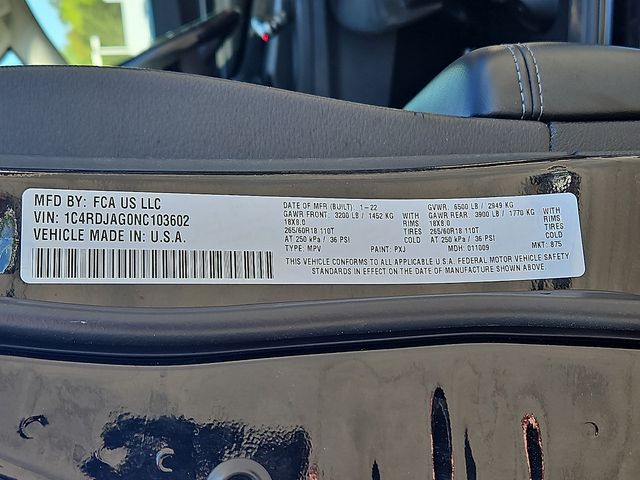 MFD BY: FCA US LLC
VIN: 1C4RDJAG0NC103602
VEHICLE MADE IN: U.S.A.
DATE OF MFR (BUILT): 1-22 GVWR: 6500 LB / 2949 KG
GAWR FRONT: 3200 LB / 1452 KG WITH GAWR REAR: 3900 LB / 1770 KG WITH
18X8.0 RIMS 18X8.0 RIMS
265/60R18 110T TIRES 265/60R18 110T TIRES
AT 250 kPa / 36 PSI COLD AT 250 kPa / 36 PSI COLD
TYPE: MPV PAINT: PXJ MDH: 011009 MKT: 875
THIS VEHICLE CONFORMS TO ALL APPLICABLE U.S.A. FEDERAL MOTOR VEHICLE SAFETY
STANDARDS IN EFFECT ON THE DATE OF MANUFACTURE SHOWN ABOVE.